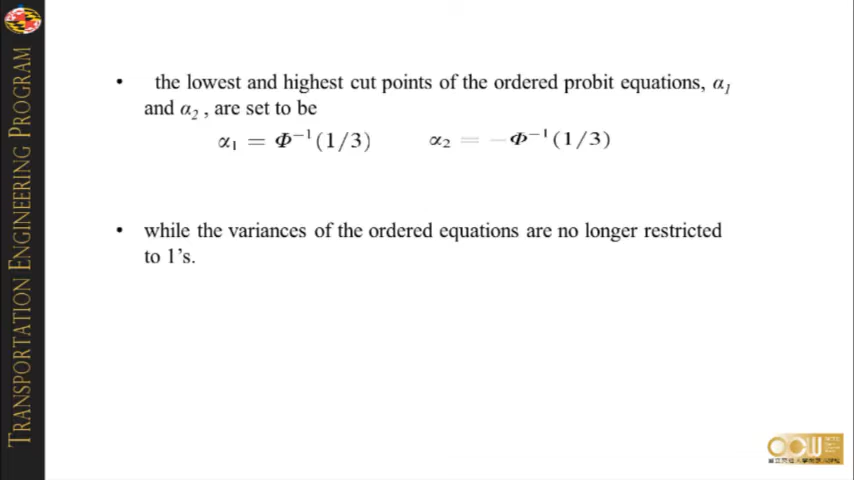 TRANSPORTATION ENGINEERING PROGRAM
• the lowest and highest cut points of the ordered probit equations, α₁
and α₂ , are set to be
α₁ = Φ⁻¹(1/3) α₂ = −Φ⁻¹(1/3)
• while the variances of the ordered equations are no longer restricted
to 1's.
OCW